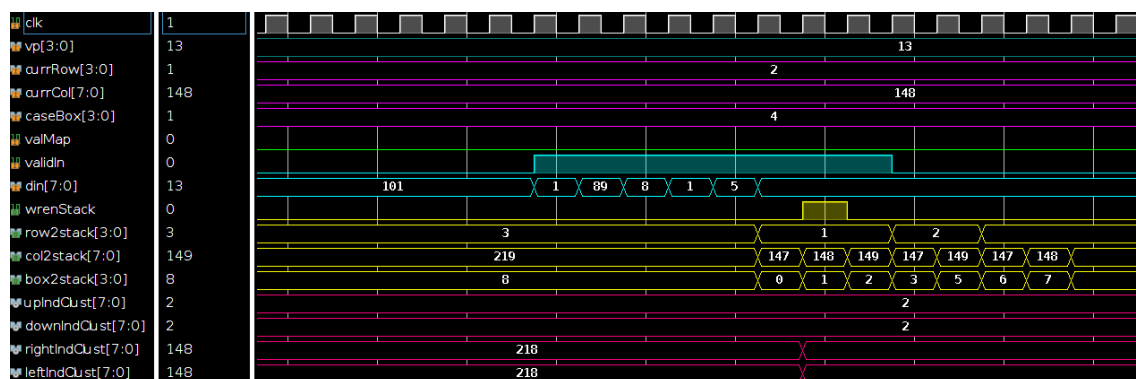 clk 1
vp[3:0] 13 13
currRow[3:0] 1 2
currCol[7:0] 148 148
caseBox[3:0] 1 4
valMap 0
validIn 0
din[7:0] 13 101 1 89 8 1 5
wrenStack 0
row2stack[3:0] 3 3 1 2
col2stack[7:0] 149 219 147 148 149 147 149 147 148
box2stack[3:0] 8 8 0 1 2 3 5 6 7
upIndClust[7:0] 2 2
downIndClust[7:0] 2 2
rightIndClust[7:0] 148 218
leftIndClust[7:0] 148 218